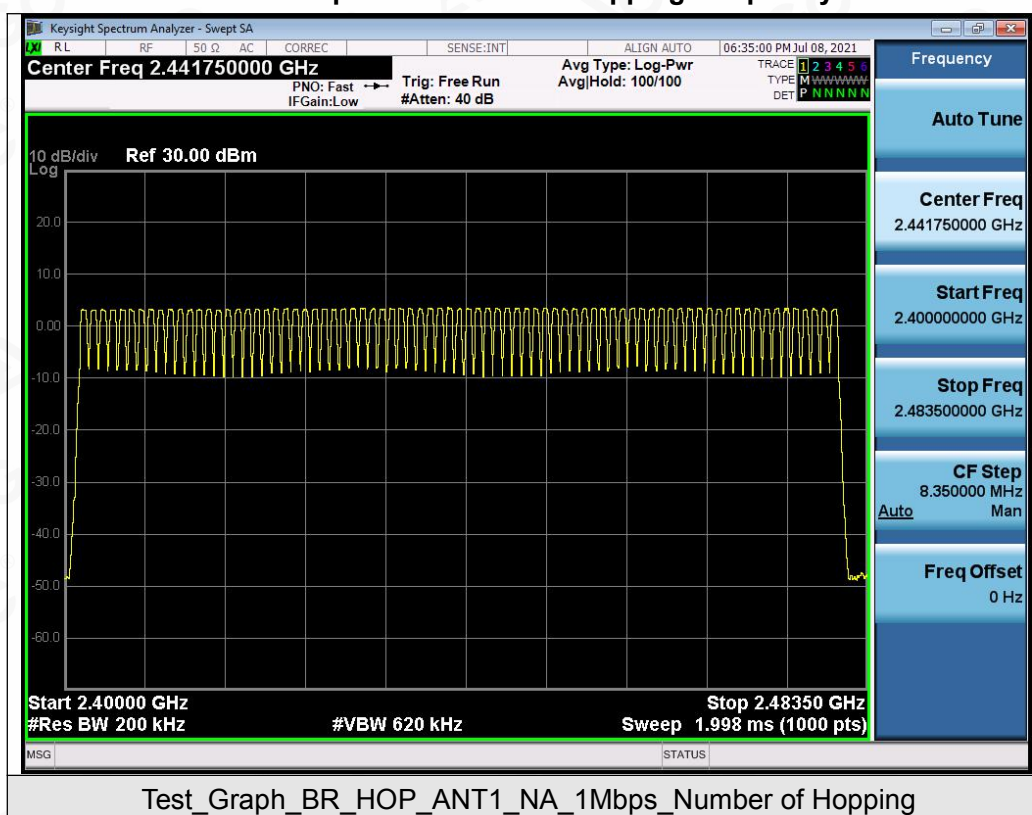 Keysight Spectrum Analyzer - Swept SA
LXI RL RF 50 Ω AC CORREC SENSE:INT ALIGN AUTO 06:35:00 PM Jul 08, 2021
Center Freq 2.441750000 GHz
PNO: Fast
IFGain:Low
Trig: Free Run
#Atten: 40 dB
Avg Type: Log-Pwr
Avg|Hold: 100/100
TRACE 1 2 3 4 5 6
TYPE M WWWWW
DET P N N N N N
Frequency
Auto Tune
Center Freq
2.441750000 GHz
Start Freq
2.400000000 GHz
Stop Freq
2.483500000 GHz
CF Step
8.350000 MHz
Auto Man
Freq Offset
0 Hz
10 dB/div Ref 30.00 dBm
Log
20.0
10.0
0.00
-10.0
-20.0
-30.0
-40.0
-50.0
-60.0
Start 2.40000 GHz Stop 2.48350 GHz
#Res BW 200 kHz #VBW 620 kHz Sweep 1.998 ms (1000 pts)
MSG STATUS
Test_Graph_BR_HOP_ANT1_NA_1Mbps_Number of Hopping